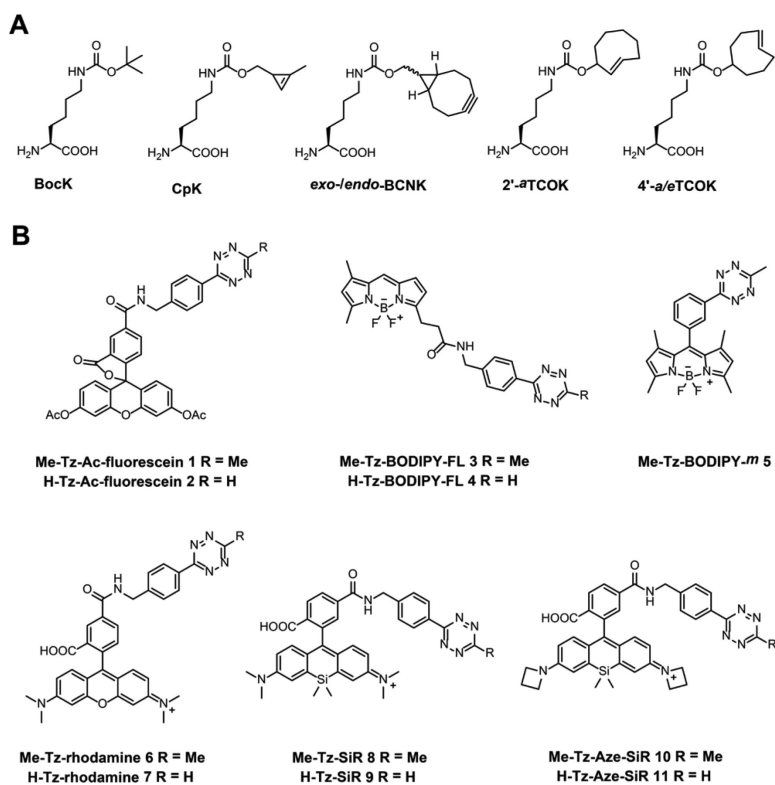 A
BocK
CpK
exo-/endo-BCNK
2'-aTCOK
4'-a/eTCOK
B
Me-Tz-Ac-fluorescein 1 R = Me
H-Tz-Ac-fluorescein 2 R = H
Me-Tz-BODIPY-FL 3 R = Me
H-Tz-BODIPY-FL 4 R = H
Me-Tz-BODIPY-m 5
Me-Tz-rhodamine 6 R = Me
H-Tz-rhodamine 7 R = H
Me-Tz-SiR 8 R = Me
H-Tz-SiR 9 R = H
Me-Tz-Aze-SiR 10 R = Me
H-Tz-Aze-SiR 11 R = H